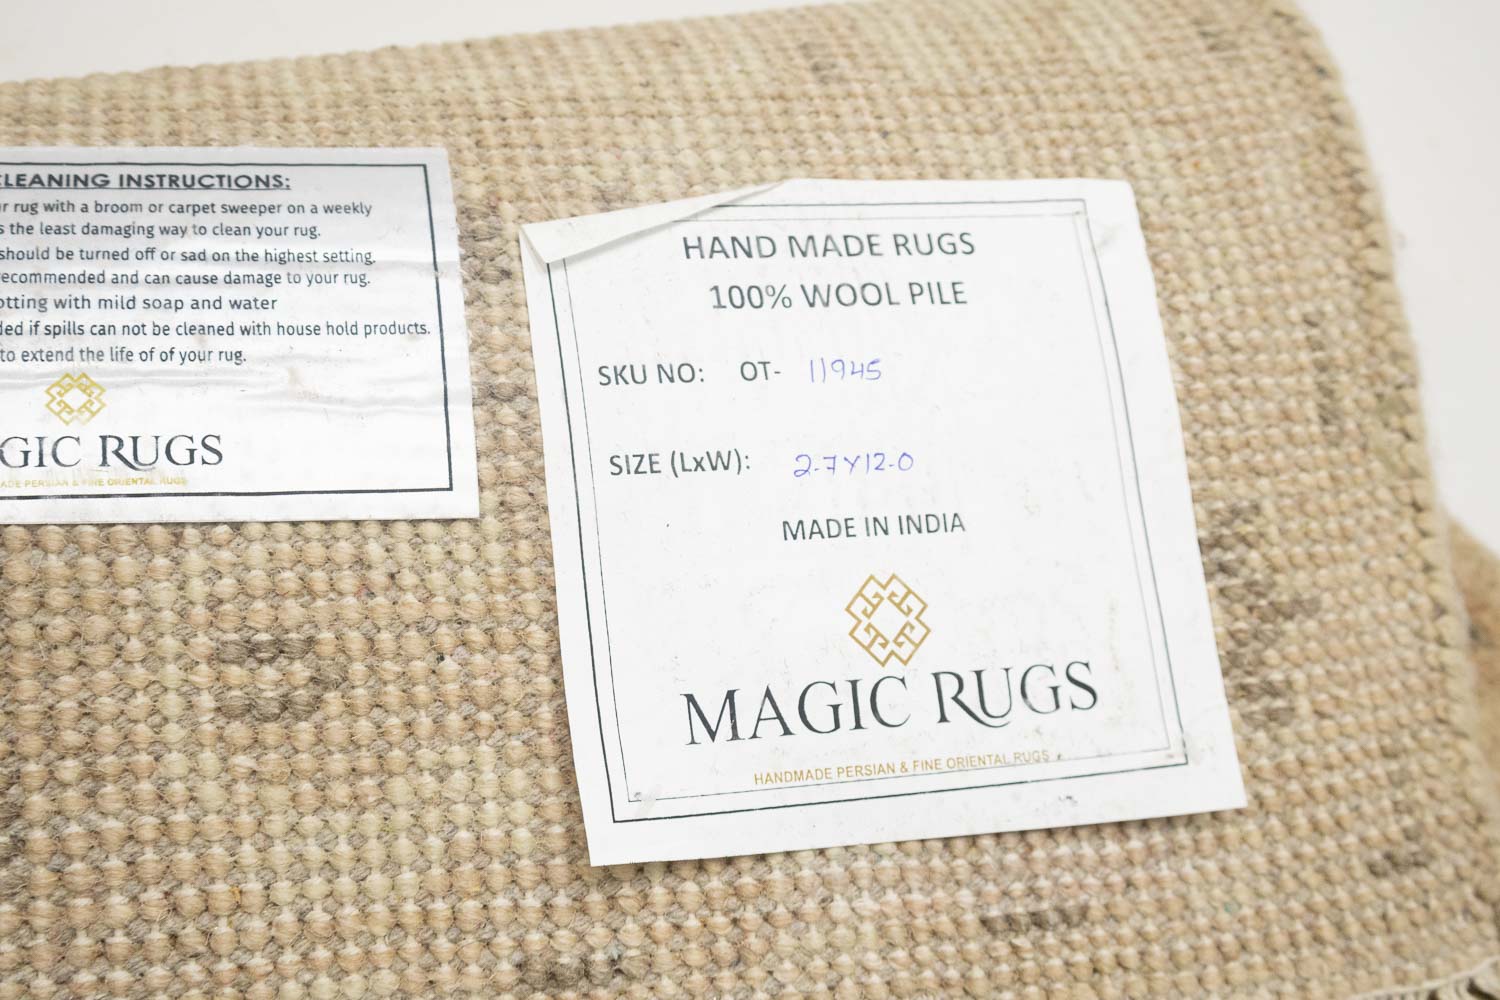 CLEANING INSTRUCTIONS:
r rug with a broom or carpet sweeper on a weekly
s the least damaging way to clean your rug.
should be turned off or sad on the highest setting.
ecommended and can cause damage to your rug.
otting with mild soap and water
ded if spills can not be cleaned with house hold products.
to extend the life of of your rug.
GIC RUGS
ADE PERSIAN & FINE ORIENTAL RUGS
HAND MADE RUGS
100% WOOL PILE
SKU NO: OT- 11945
SIZE (LxW): 2-7X12-0
MADE IN INDIA
MAGIC RUGS
HANDMADE PERSIAN & FINE ORIENTAL RUGS